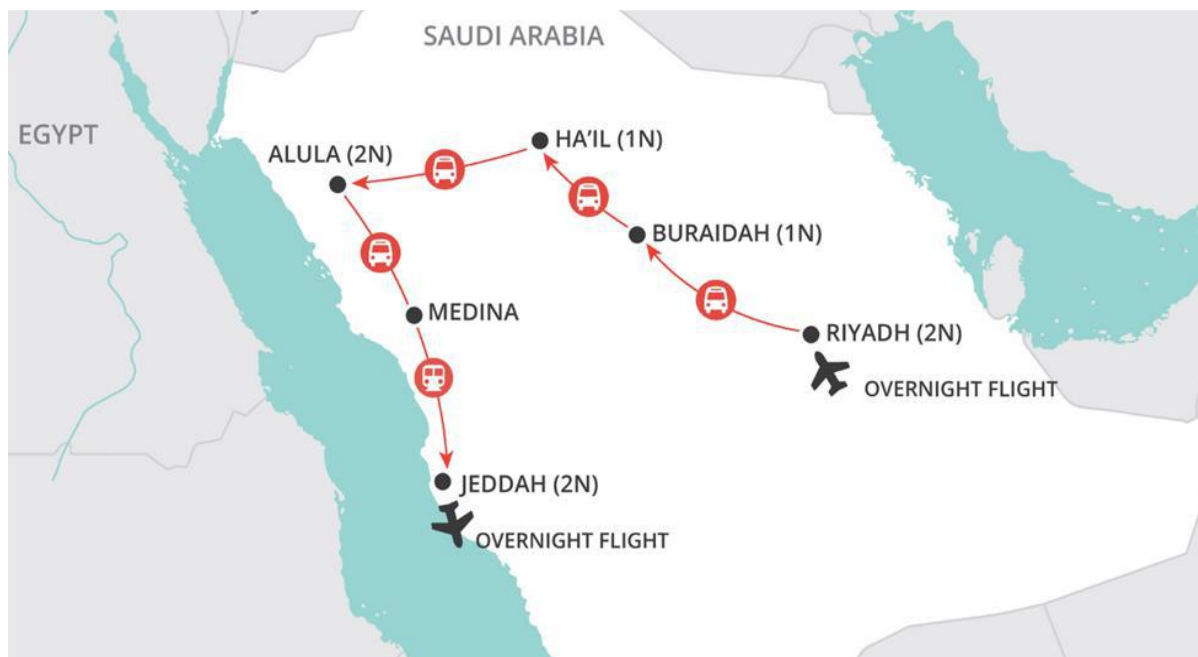 SAUDI ARABIA
EGYPT
ALULA (2N)
HA'IL (1N)
BURAIDAH (1N)
MEDINA
RIYADH (2N)
OVERNIGHT FLIGHT
JEDDAH (2N)
OVERNIGHT FLIGHT